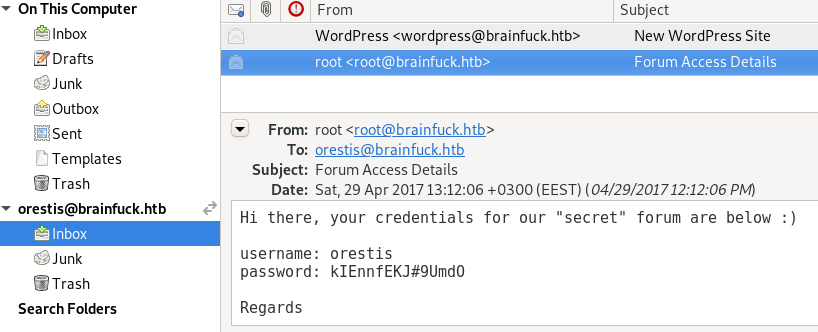 On This Computer
Inbox
Drafts
Junk
Outbox
Sent
Templates
Trash
orestis@brainfuck.htb
Inbox
Junk
Trash
Search Folders
From Subject
WordPress <wordpress@brainfuck.htb> New WordPress Site
root <root@brainfuck.htb> Forum Access Details
From: root <root@brainfuck.htb>
To: orestis@brainfuck.htb
Subject: Forum Access Details
Date: Sat, 29 Apr 2017 13:12:06 +0300 (EEST) (04/29/2017 12:12:06 PM)
Hi there, your credentials for our "secret" forum are below :)
username: orestis
password: kIEnnfEKJ#9UmdO
Regards